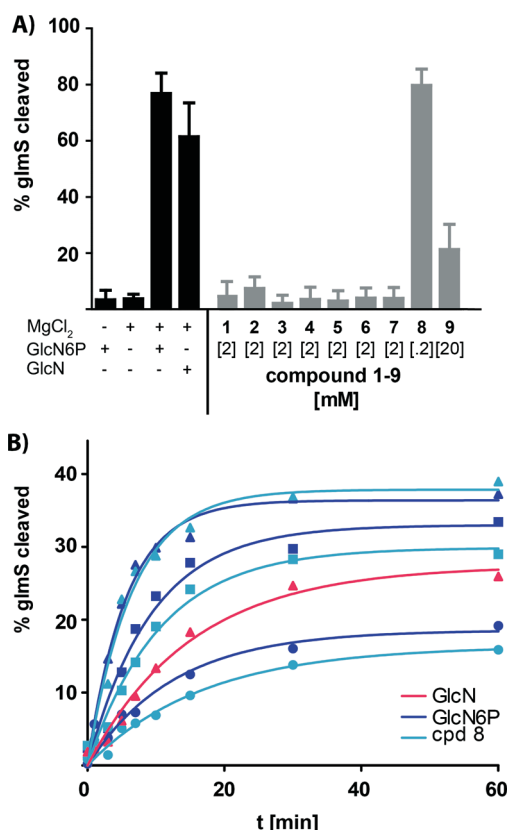 A)
% glmS cleaved
100
80
60
40
20
MgCl2 - + + + 1 2 3 4 5 6 7 8 9
GlcN6P + - + - [2] [2] [2] [2] [2] [2] [2] [.2] [20]
GlcN - - - +
compound 1-9
[mM]
B)
% glmS cleaved
40
30
20
10
GlcN
GlcN6P
cpd 8
0 20 40 60
t [min]